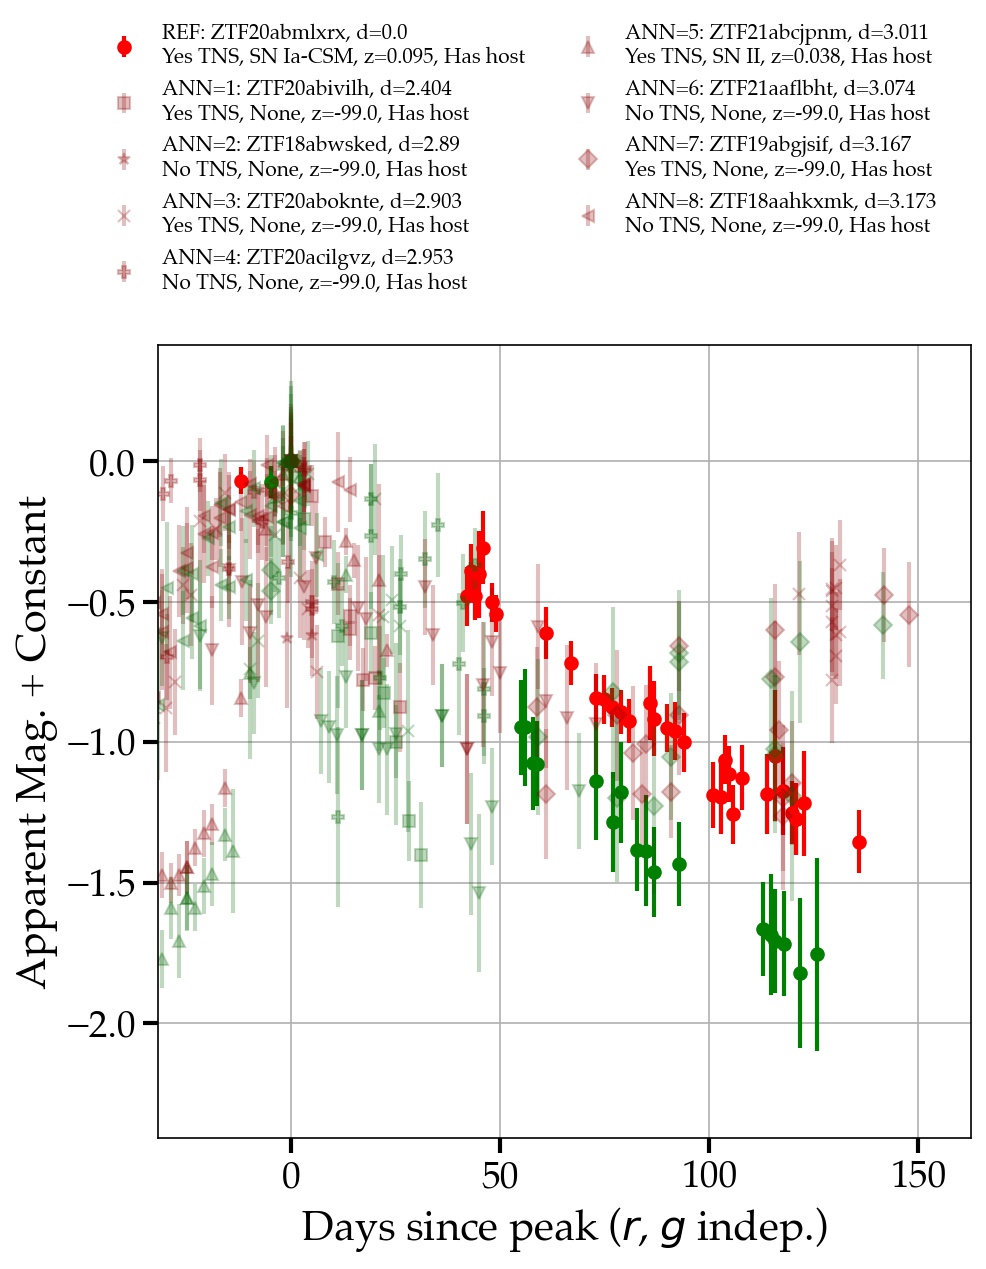 REF: ZTF20abmlxrx, d=0.0
Yes TNS, SN Ia-CSM, z=0.095, Has host
ANN=1: ZTF20abivilh, d=2.404
Yes TNS, None, z=-99.0, Has host
ANN=2: ZTF18abwsked, d=2.89
No TNS, None, z=-99.0, Has host
ANN=3: ZTF20aboknte, d=2.903
Yes TNS, None, z=-99.0, Has host
ANN=4: ZTF20acilgvz, d=2.953
No TNS, None, z=-99.0, Has host
ANN=5: ZTF21abcjpnm, d=3.011
Yes TNS, SN II, z=0.038, Has host
ANN=6: ZTF21aaflbht, d=3.074
No TNS, None, z=-99.0, Has host
ANN=7: ZTF19abgjsif, d=3.167
Yes TNS, None, z=-99.0, Has host
ANN=8: ZTF18aahkxmk, d=3.173
No TNS, None, z=-99.0, Has host
Apparent Mag. + Constant
0.0
−0.5
−1.0
−1.5
−2.0
0
50
100
150
Days since peak (r, g indep.)